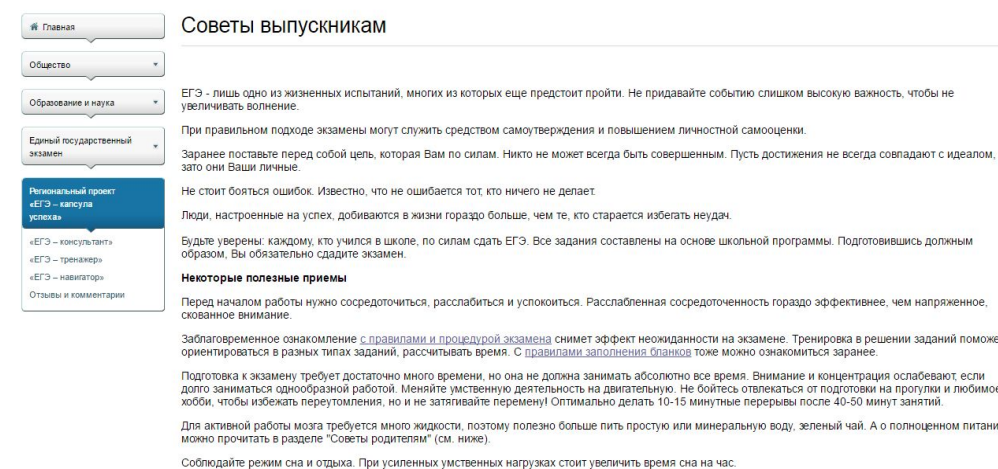 Главная
Советы выпускникам
Общество
Образование и наука
Единый государственный
экзамен
Региональный проект
«ЕГЭ – капсула
успеха»
«ЕГЭ – консультант»
«ЕГЭ – тренажер»
«ЕГЭ – навигатор»
Отзывы и комментарии
ЕГЭ - лишь одно из жизненных испытаний, многих из которых еще предстоит пройти. Не придавайте событию слишком высокую важность, чтобы не
увеличивать волнение.
При правильном подходе экзамены могут служить средством самоутверждения и повышением личностной самооценки.
Заранее поставьте перед собой цель, которая Вам по силам. Никто не может всегда быть совершенным. Пусть достижения не всегда совпадают с идеалом,
зато они Ваши личные.
Не стоит бояться ошибок. Известно, что не ошибается тот, кто ничего не делает.
Люди, настроенные на успех, добиваются в жизни гораздо больше, чем те, кто старается избегать неудач.
Будьте уверены: каждому, кто учился в школе, по силам сдать ЕГЭ. Все задания составлены на основе школьной программы. Подготовившись должным
образом, Вы обязательно сдадите экзамен.
Некоторые полезные приемы
Перед началом работы нужно сосредоточиться, расслабиться и успокоиться. Расслабленная сосредоточенность гораздо эффективнее, чем напряженное,
скованное внимание.
Заблаговременное ознакомление с правилами и процедурой экзамена снимет эффект неожиданности на экзамене. Тренировка в решении заданий поможе
ориентироваться в разных типах заданий, рассчитывать время. С правилами заполнения бланков тоже можно ознакомиться заранее.
Подготовка к экзамену требует достаточно много времени, но она не должна занимать абсолютно все время. Внимание и концентрация ослабевают, если
долго заниматься однообразной работой. Меняйте умственную деятельность на двигательную. Не бойтесь отвлекаться от подготовки на прогулки и любимое
хобби, чтобы избежать переутомления, но и не затягивайте перемену! Оптимально делать 10-15 минутные перерывы после 40-50 минут занятий.
Для активной работы мозга требуется много жидкости, поэтому полезно больше пить простую или минеральную воду, зеленый чай. А о полноценном питани
можно прочитать в разделе "Советы родителям" (см. ниже).
Соблюдайте режим сна и отдыха. При усиленных умственных нагрузках стоит увеличить время сна на час.